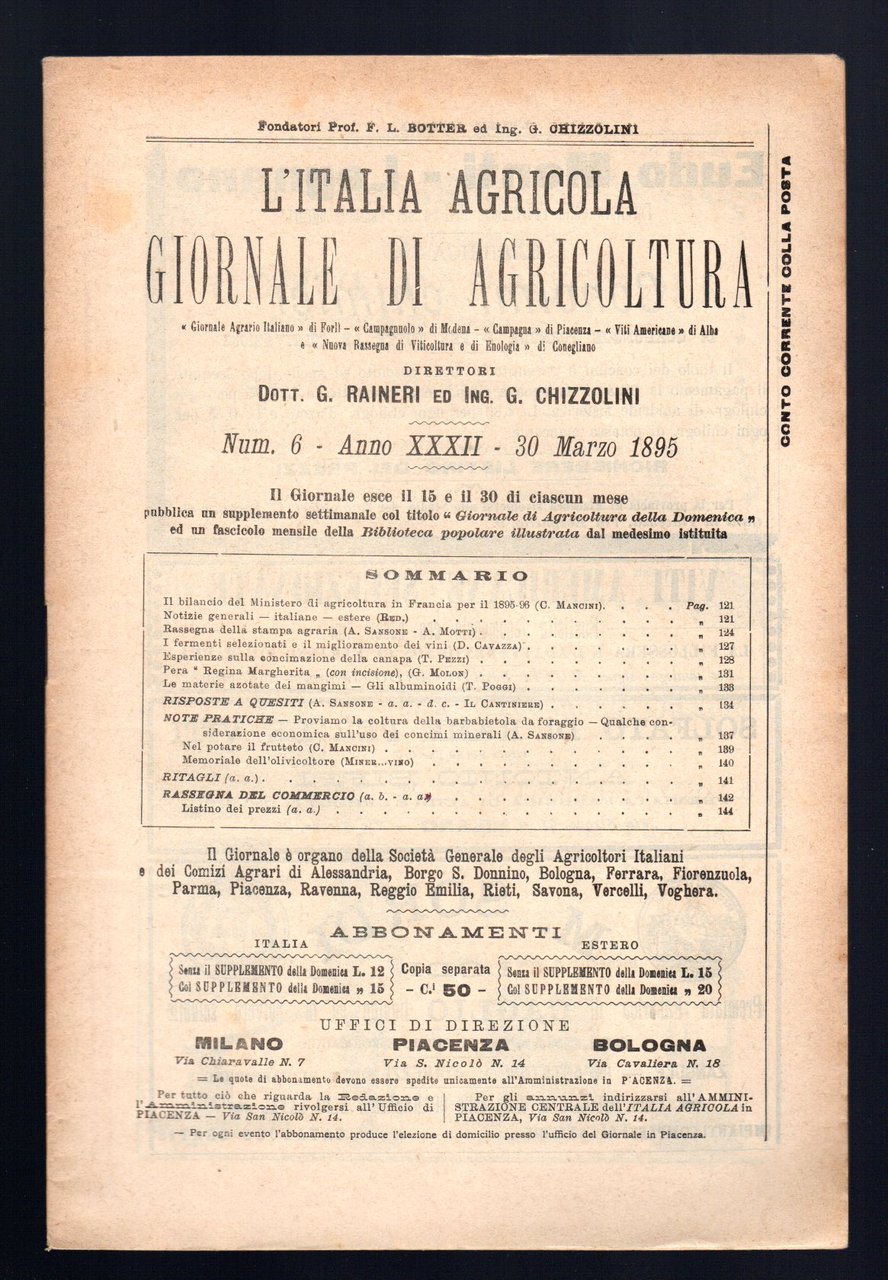 Fondatori Prof. F. L. BOTTER ed Ing. G. CHIZZOLINI
L'ITALIA AGRICOLA
GIORNALE DI AGRICOLTURA
« Giornale Agrario Italiano » di Forlì – « Campagnuolo » di Modena – « Campagna » di Piacenza – « Viti Americane » di Alba
e « Nuova Rassegna di Viticoltura e di Enologia » di Conegliano
DIRETTORI
DOTT. G. RAINERI ED ING. G. CHIZZOLINI
Num. 6 - Anno XXXII - 30 Marzo 1895
Il Giornale esce il 15 e il 30 di ciascun mese
pubblica un supplemento settimanale col titolo “ Giornale di Agricoltura della Domenica „
ed un fascicolo mensile della Biblioteca popolare illustrata dal medesimo istituita
SOMMARIO
Il bilancio del Ministero di agricoltura in Francia per il 1895-96 (C. MANCINI). . . . Pag. 121
Notizie generali — italiane — estere (RED.) . . . . . . . . „ 121
Rassegna della stampa agraria (A. SANSONE - A. MOTTI) . . . . . . . „ 124
I fermenti selezionati e il miglioramento dei vini (D. CAVAZZA) . . . . . . „ 127
Esperienze sulla concimazione della canapa (T. PEZZI) . . . . . . . „ 128
Pera “ Regina Margherita „ (con incisione), (G. MOLON) . . . . . . . „ 131
Le materie azotate dei mangimi — Gli albuminoidi (T. POGGI) . . . . . . „ 133
RISPOSTE A QUESITI (A. SANSONE - a. a. - d. c. - IL CANTINIERE) . . . . . . „ 134
NOTE PRATICHE — Proviamo la coltura della barbabietola da foraggio — Qualche con-
siderazione economica sull'uso dei concimi minerali (A. SANSONE) . . . . „ 137
Nel potare il frutteto (C. MANCINI) . . . . . . . . . . „ 139
Memoriale dell'olivicoltore (MINER...VINO) . . . . . . . . . „ 140
RITAGLI (a. a.) . . . . . . . . . . . . . „ 141
RASSEGNA DEL COMMERCIO (a. b. - a. a.) . . . . . . . . . „ 142
Listino dei prezzi (a. a.) . . . . . . . . . . . „ 144
Il Giornale è organo della Società Generale degli Agricoltori Italiani
e dei Comizi Agrari di Alessandria, Borgo S. Donnino, Bologna, Ferrara, Fiorenzuola,
Parma, Piacenza, Ravenna, Reggio Emilia, Rieti, Savona, Vercelli, Voghera.
ABBONAMENTI
ITALIA ESTERO
Senza il SUPPLEMENTO della Domenica L. 12 Copia separata Senza il SUPPLEMENTO della Domenica L. 15
Col SUPPLEMENTO della Domenica „ 15 – C.i 50 – Col SUPPLEMENTO della Domenica „ 20
UFFICI DI DIREZIONE
MILANO PIACENZA BOLOGNA
Via Chiaravalle N. 7 Via S. Nicolò N. 14 Via Cavaliera N. 18
= Le quote di abbonamento devono essere spedite unicamente all'Amministrazione in P'ACENZA. =
Per tutto ciò che riguarda la Redazione e
l'Amministrazione rivolgersi all'Ufficio di
PIACENZA — Via San Nicolò N. 14.
Per gli annunzi indirizzarsi all'AMMINI-
STRAZIONE CENTRALE dell'ITALIA AGRICOLA in
PIACENZA, Via San Nicolò N. 14.
— Per ogni evento l'abbonamento produce l'elezione di domicilio presso l'ufficio del Giornale in Piacenza.
CONTO CORRENTE COLLA POSTA